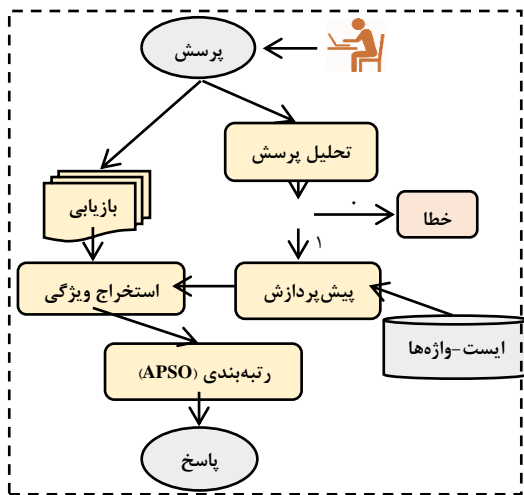 پرسش
تحلیل پرسش
بازیابی
۰
خطا
۱
استخراج ویژگی
پیش‌پردازش
ایست-واژه‌ها
رتبه‌بندی (APSO)
پاسخ